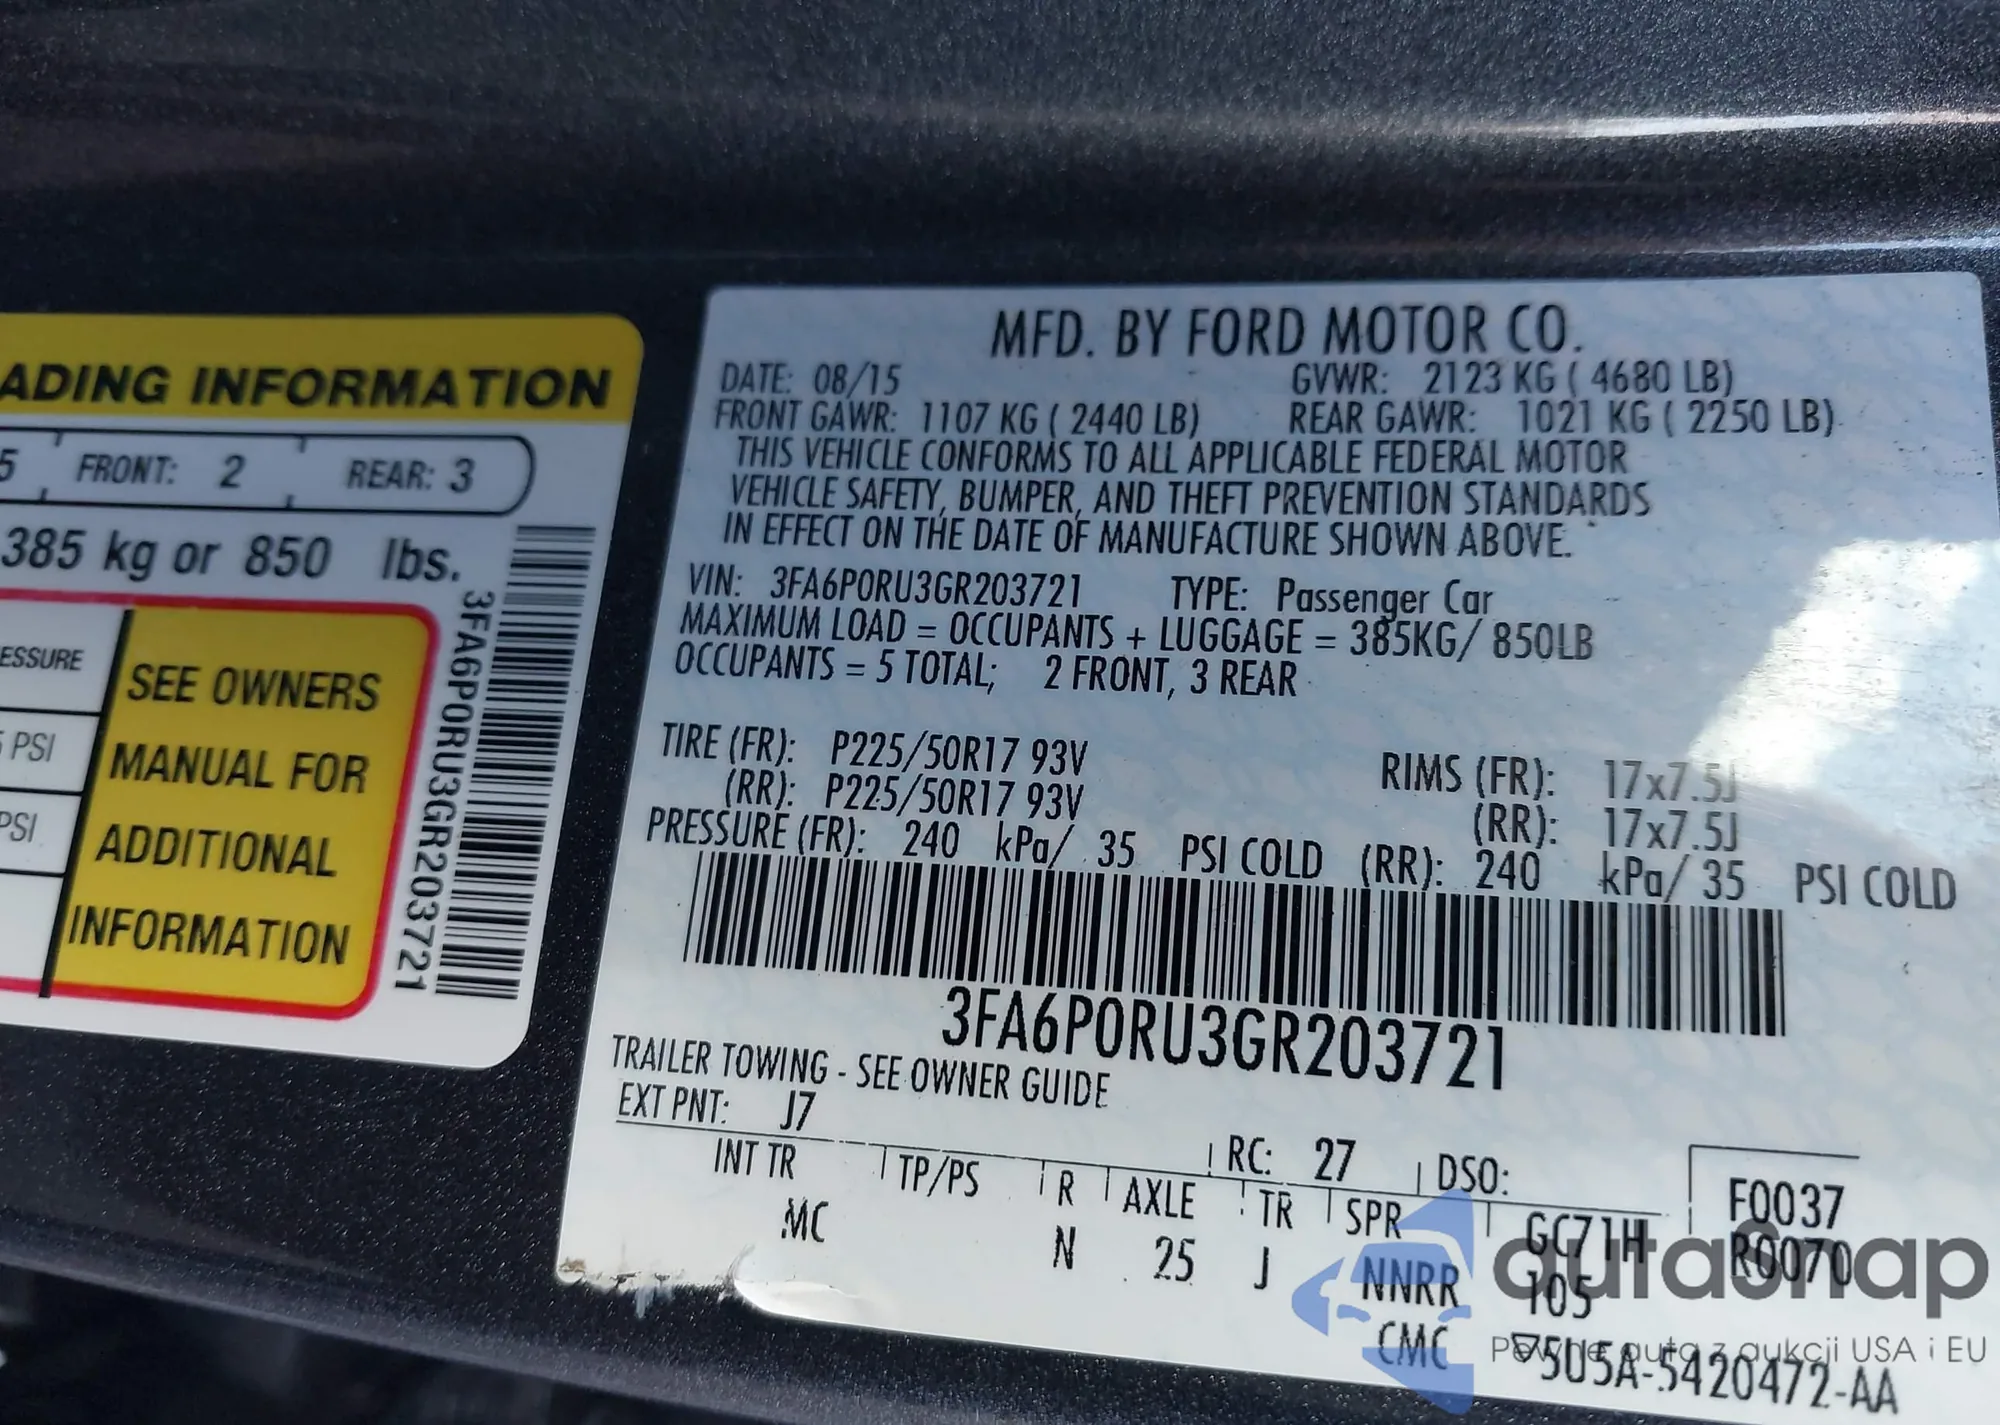 ADING INFORMATION
5 FRONT: 2 REAR: 3
385 kg or 850 lbs.
ESSURE
PSI
PSI
SEE OWNERS
MANUAL FOR
ADDITIONAL
INFORMATION
3FA6P0RU3GR203721
MFD. BY FORD MOTOR CO.
DATE: 08/15 GVWR: 2123 KG ( 4680 LB)
FRONT GAWR: 1107 KG ( 2440 LB) REAR GAWR: 1021 KG ( 2250 LB)
THIS VEHICLE CONFORMS TO ALL APPLICABLE FEDERAL MOTOR
VEHICLE SAFETY, BUMPER, AND THEFT PREVENTION STANDARDS
IN EFFECT ON THE DATE OF MANUFACTURE SHOWN ABOVE.
VIN: 3FA6P0RU3GR203721 TYPE: Passenger Car
MAXIMUM LOAD = OCCUPANTS + LUGGAGE = 385KG/ 850LB
OCCUPANTS = 5 TOTAL; 2 FRONT, 3 REAR
TIRE (FR): P225/50R17 93V RIMS (FR): 17x7.5J
(RR): P225/50R17 93V (RR): 17x7.5J
PRESSURE (FR): 240 kPa/ 35 PSI COLD (RR): 240 kPa/ 35 PSI COLD
3FA6P0RU3GR203721
TRAILER TOWING - SEE OWNER GUIDE
EXT PNT: J7 RC: 27 DSO: F0037
INT TR TP/PS R AXLE TR SPR GC71H R0070
MC N 25 J NNRR 105
CMC 5U5A-5420472-AA
autasnap
Pewne auta z aukcji USA i EU